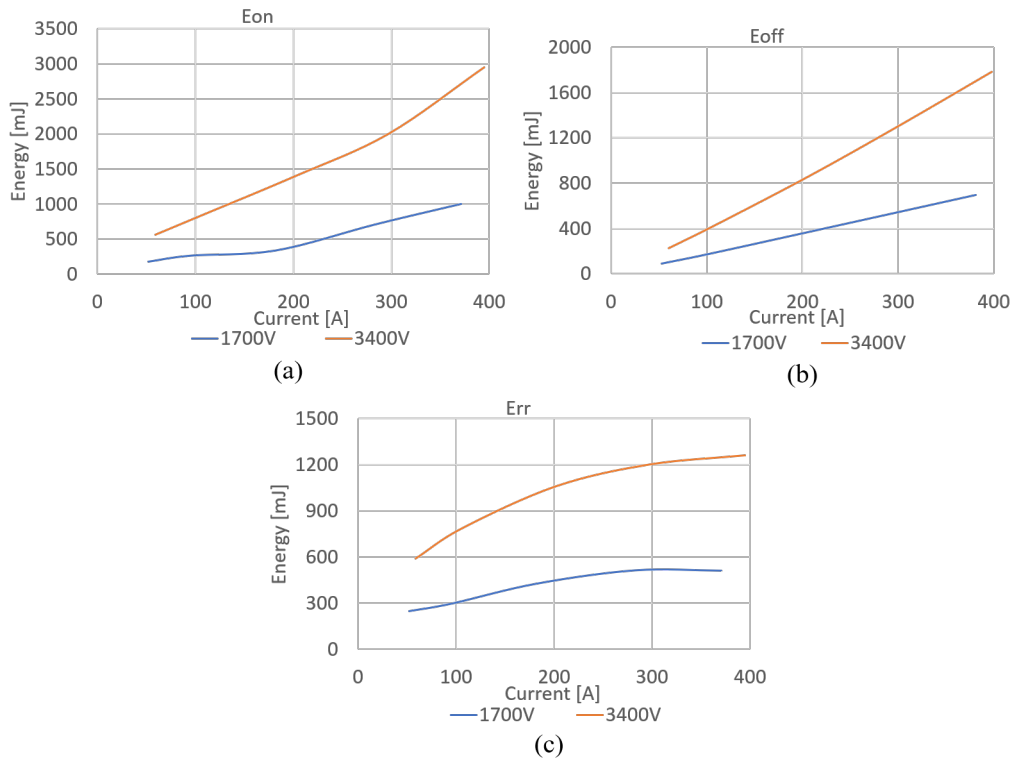 Eon
3500
3000
2500
2000
1500
1000
500
0
Energy [mJ]
0 100 200 300 400
Current [A]
1700V 3400V
(a)
Eoff
2000
1600
1200
800
400
0
Energy [mJ]
0 100 200 300 400
Current [A]
1700V 3400V
(b)
Err
1500
1200
900
600
300
0
Energy [mJ]
0 100 200 300 400
Current [A]
1700V 3400V
(c)